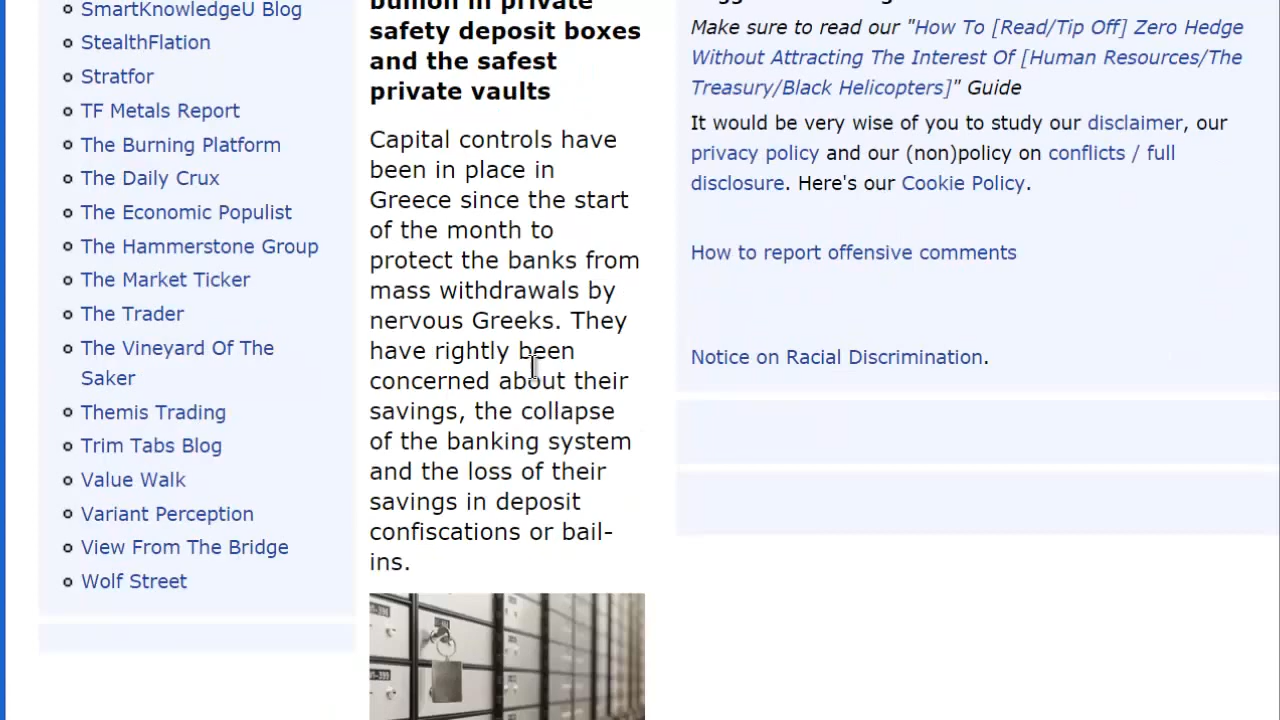 SmartKnowledgeU Blog
StealthFlation
Stratfor
TF Metals Report
The Burning Platform
The Daily Crux
The Economic Populist
The Hammerstone Group
The Market Ticker
The Trader
The Vineyard Of The
Saker
Themis Trading
Trim Tabs Blog
Value Walk
Variant Perception
View From The Bridge
Wolf Street
bullion in private
safety deposit boxes
and the safest
private vaults
Capital controls have
been in place in
Greece since the start
of the month to
protect the banks from
mass withdrawals by
nervous Greeks. They
have rightly been
concerned about their
savings, the collapse
of the banking system
and the loss of their
savings in deposit
confiscations or bail-
ins.
Make sure to read our "How To [Read/Tip Off] Zero Hedge
Without Attracting The Interest Of [Human Resources/The
Treasury/Black Helicopters]" Guide
It would be very wise of you to study our disclaimer, our
privacy policy and our (non)policy on conflicts / full
disclosure. Here's our Cookie Policy.
How to report offensive comments
Notice on Racial Discrimination.